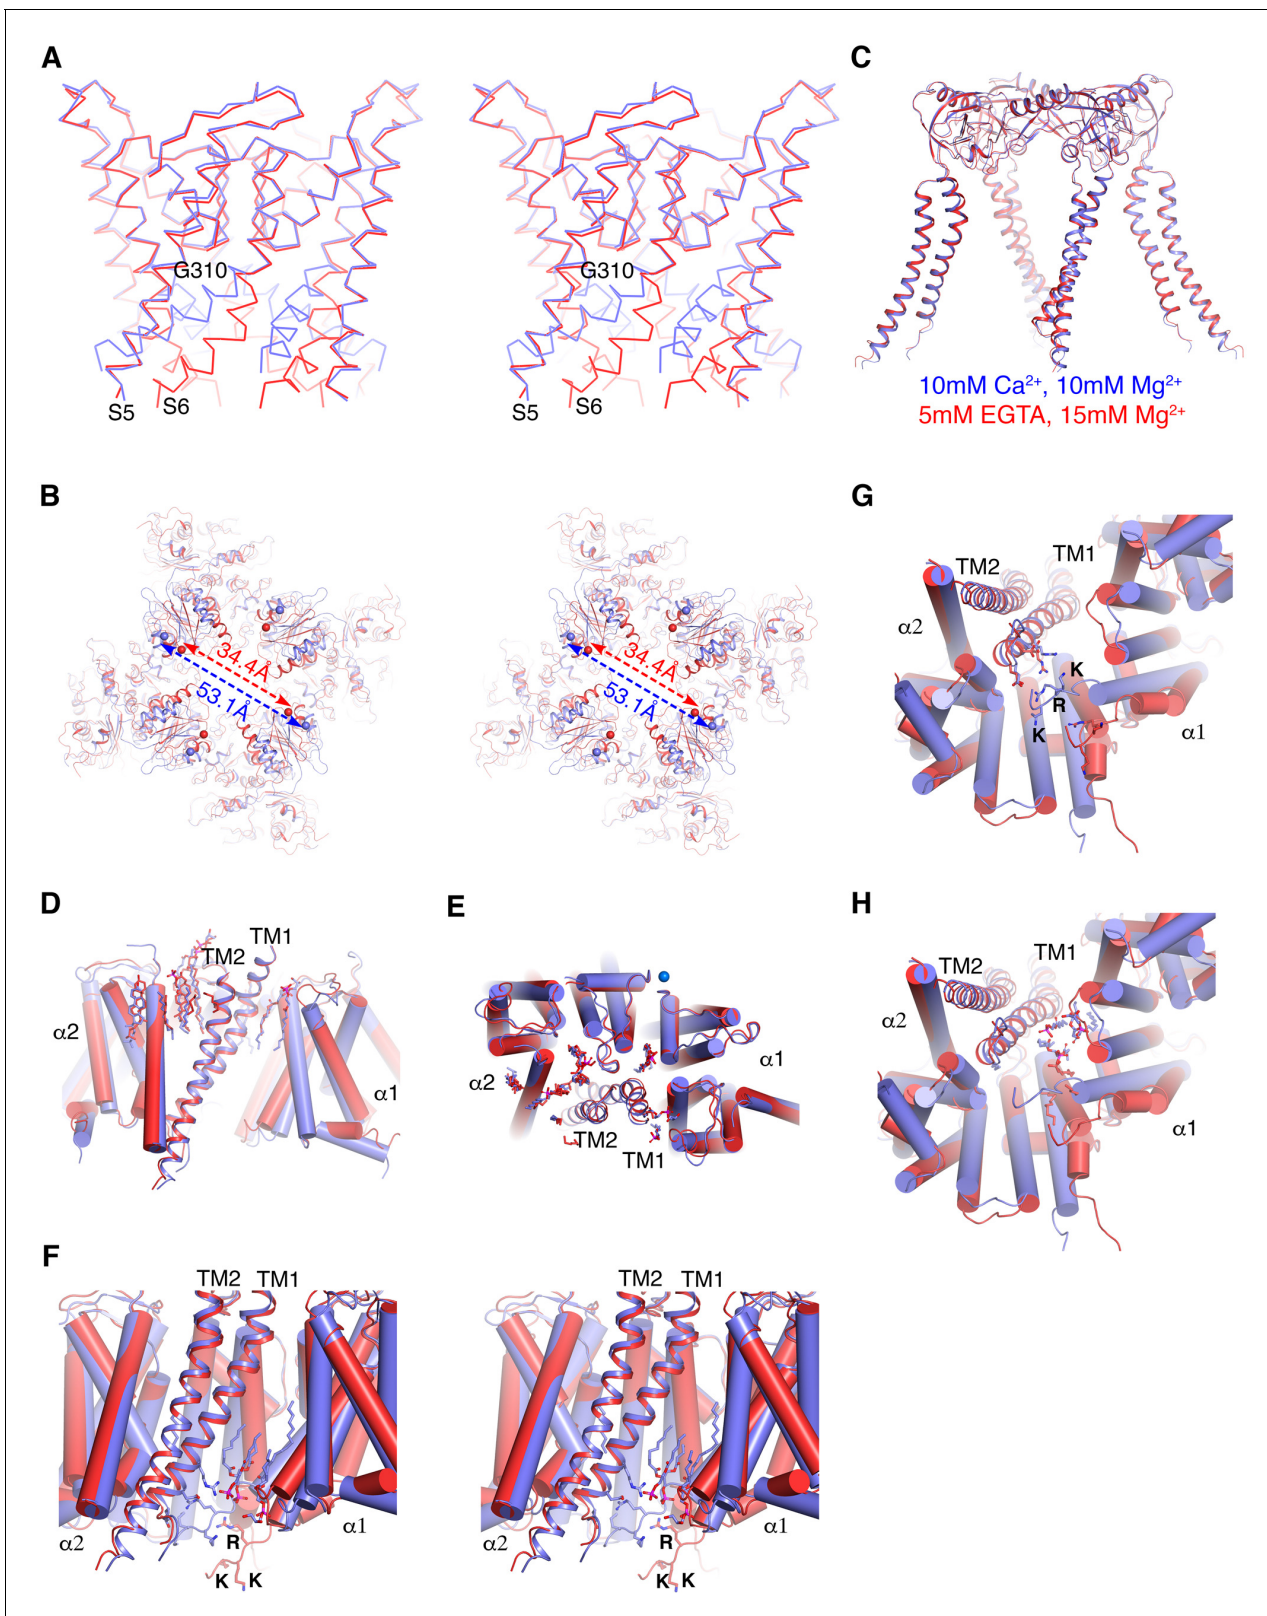 A
G310
S5
S6
G310
S5
S6
C
10mM Ca²⁺, 10mM Mg²⁺
5mM EGTA, 15mM Mg²⁺
B
34.4Å
53.1Å
34.4Å
53.1Å
G
TM2
TM1
α2
K
R
K
α1
D
TM1
TM2
α2
α1
E
α2
α1
TM2
TM1
H
TM1
TM2
α2
α1
F
TM2 TM1
α2
α1
R
K K
TM2 TM1
α2
α1
R
K K